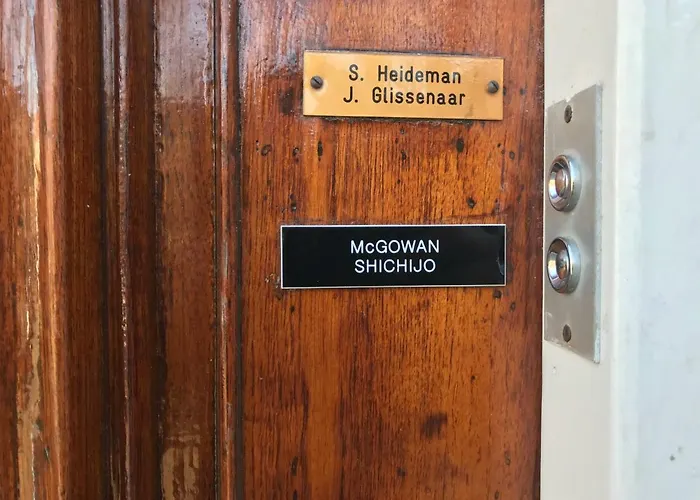 S. Heideman
J. Glissenaar
McGOWAN
SHICHIJO